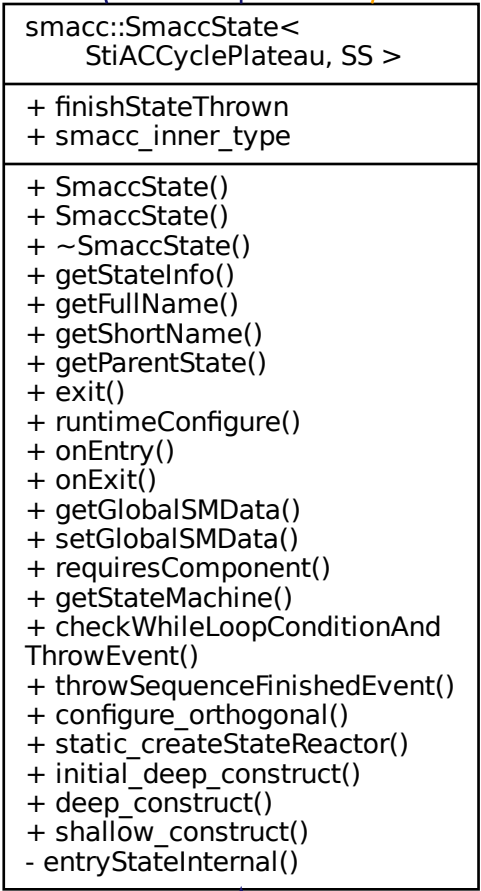 smacc::SmaccState<
StiACCyclePlateau, SS >
+ finishStateThrown
+ smacc_inner_type
+ SmaccState()
+ SmaccState()
+ ~SmaccState()
+ getStateInfo()
+ getFullName()
+ getShortName()
+ getParentState()
+ exit()
+ runtimeConfigure()
+ onEntry()
+ onExit()
+ getGlobalSMData()
+ setGlobalSMData()
+ requiresComponent()
+ getStateMachine()
+ checkWhileLoopConditionAnd
ThrowEvent()
+ throwSequenceFinishedEvent()
+ configure_orthogonal()
+ static_createStateReactor()
+ initial_deep_construct()
+ deep_construct()
+ shallow_construct()
- entryStateInternal()